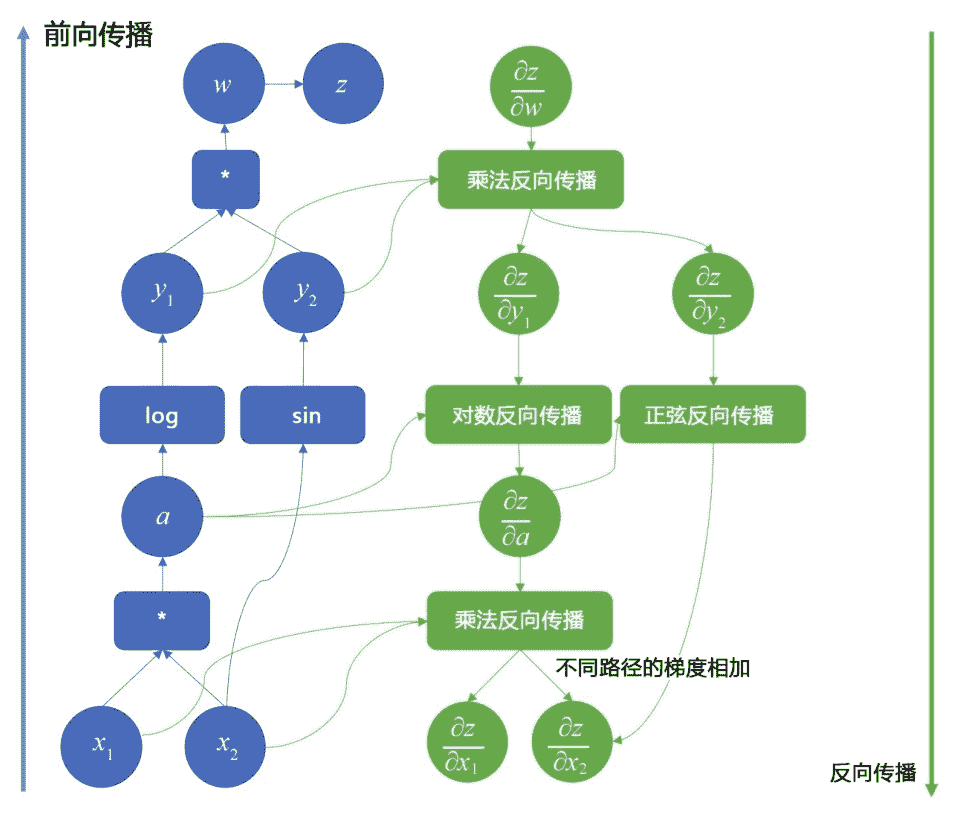 前向传播
w
z
∂z/∂w
*
乘法反向传播
y₁
y₂
∂z/∂y₁
∂z/∂y₂
log
sin
对数反向传播
正弦反向传播
a
∂z/∂a
*
乘法反向传播
不同路径的梯度相加
x₁
x₂
∂z/∂x₁
∂z/∂x₂
反向传播